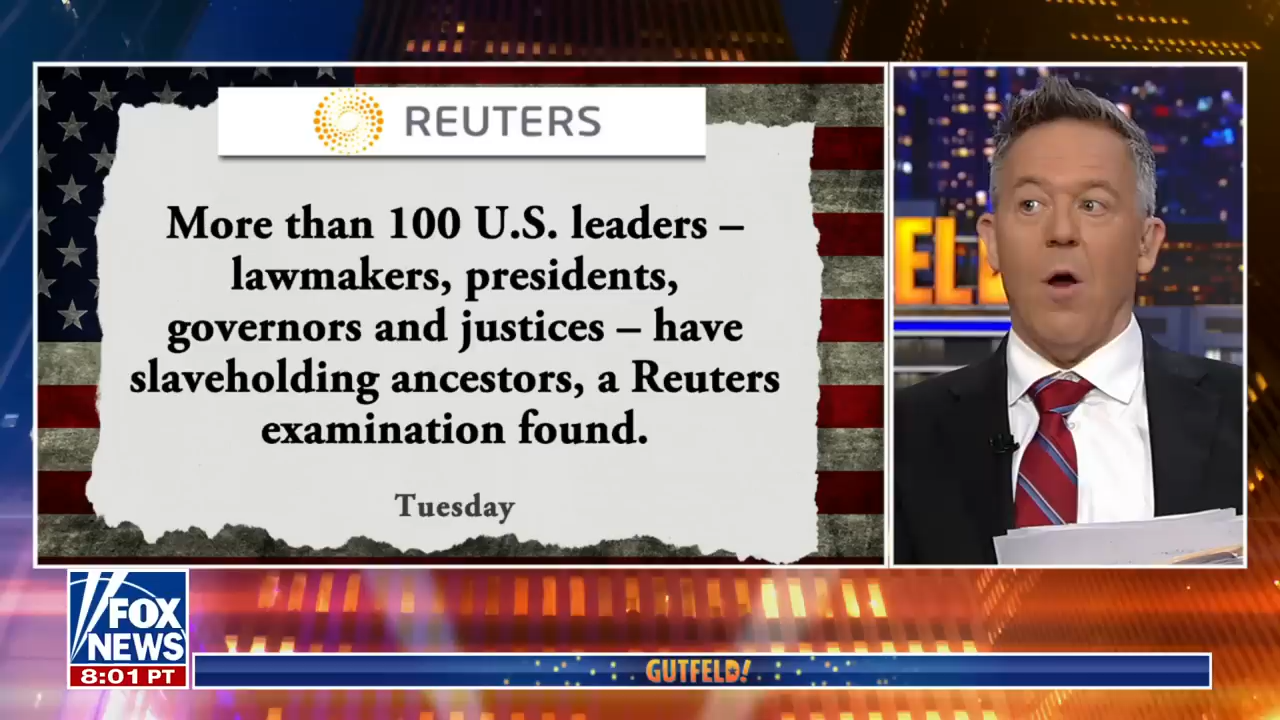 REUTERS
More than 100 U.S. leaders –
lawmakers, presidents,
governors and justices – have
slaveholding ancestors, a Reuters
examination found.
Tuesday
ELD
FOX
NEWS
8:01 PT
GUTFELD!